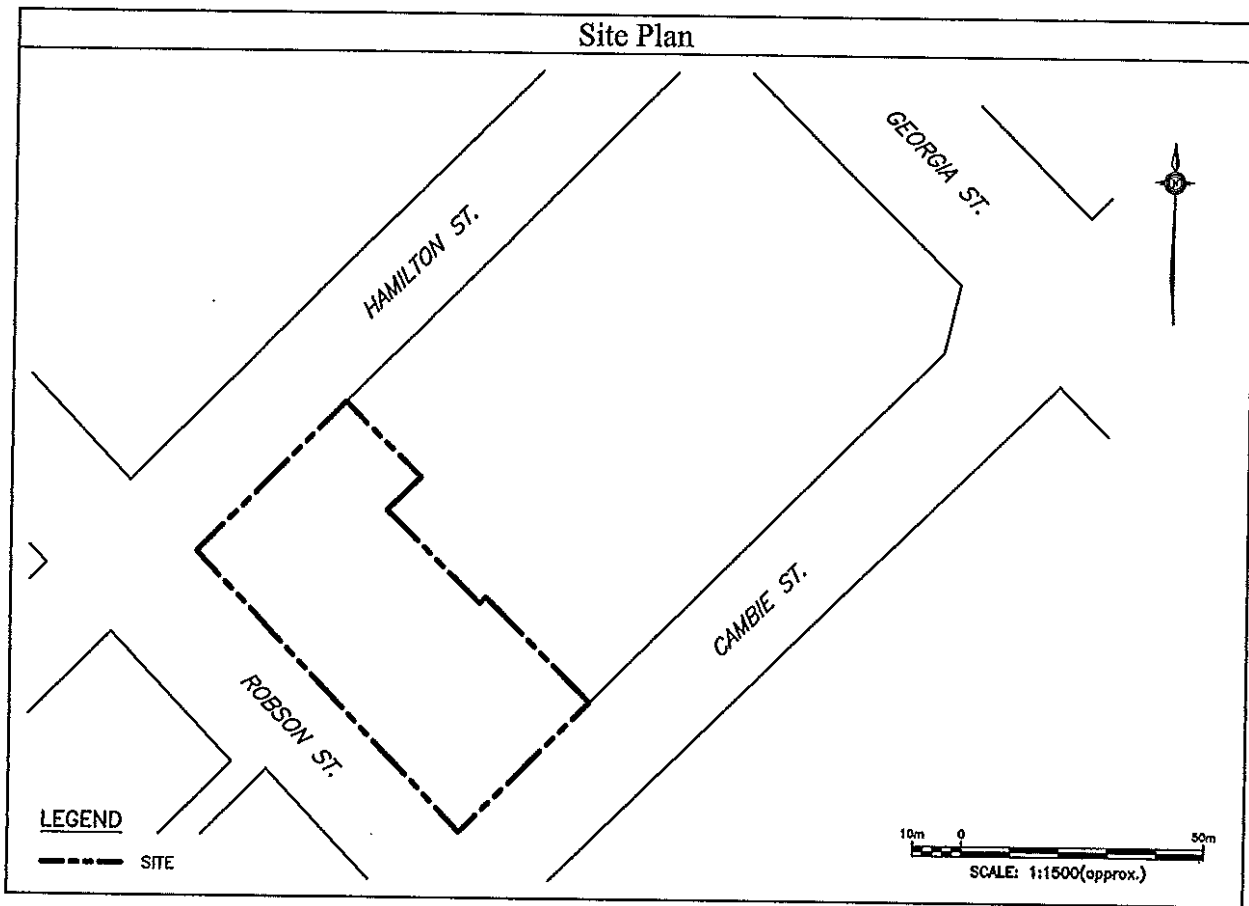 Site Plan
GEORGIA ST.
N
HAMILTON ST.
CAMBIE ST.
ROBSON ST.
LEGEND
SITE
10m 0 50m
SCALE: 1:1500(approx.)